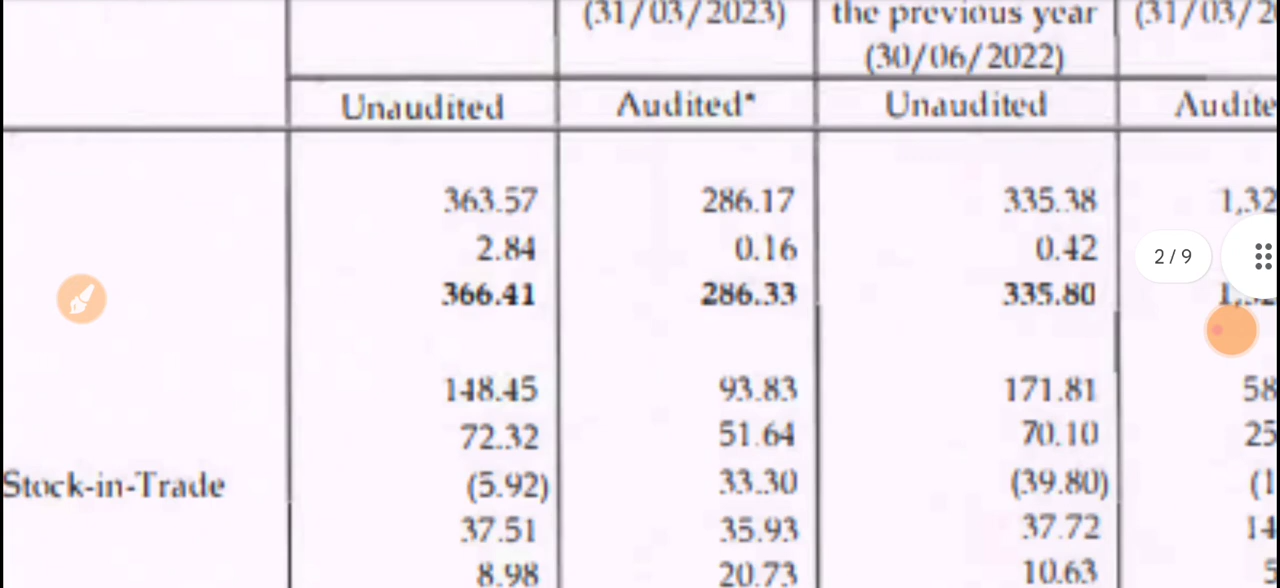 (31/03/2023) the previous year
(30/06/2022)
Unaudited Audited* Unaudited
363.57 286.17 335.38
2.84 0.16 0.42
2/9
366.41 286.33 335.80
148.45 93.83 171.81
72.32 51.64 70.10
Stock-in-Trade (5.92) 33.30 (39.80)
37.51 35.93 37.72
8.98 20.73 10.63